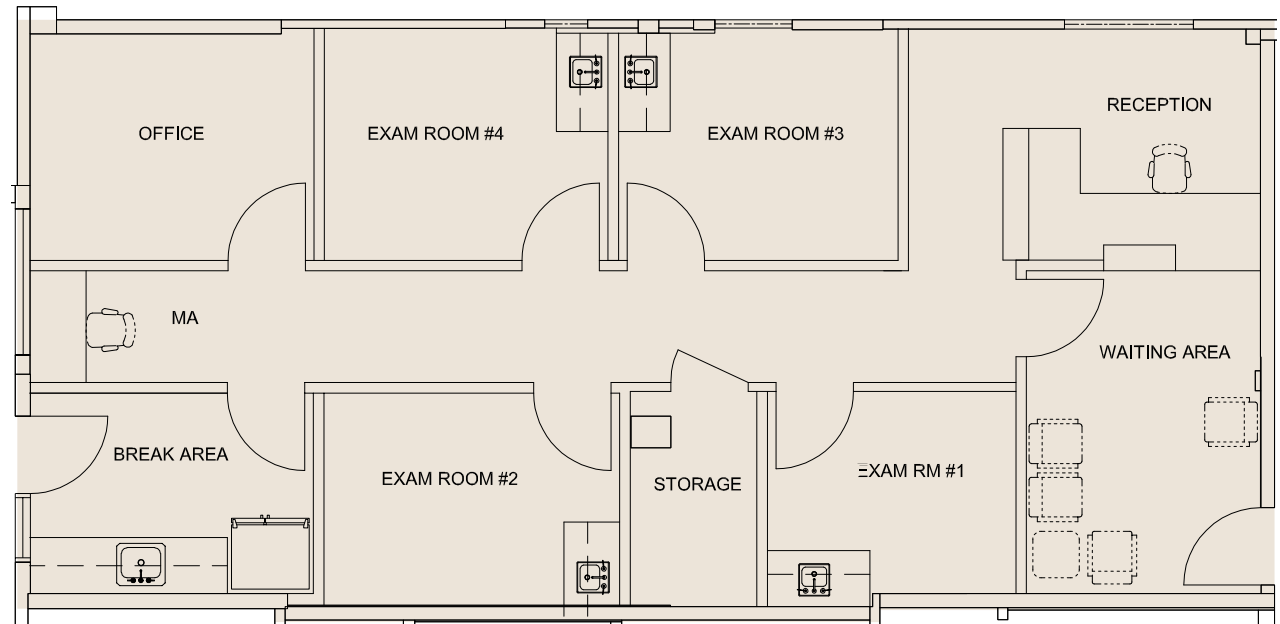 RECEPTION
OFFICE
EXAM ROOM #4
EXAM ROOM #3
MA
WAITING AREA
BREAK AREA
EXAM ROOM #2
STORAGE
EXAM RM #1